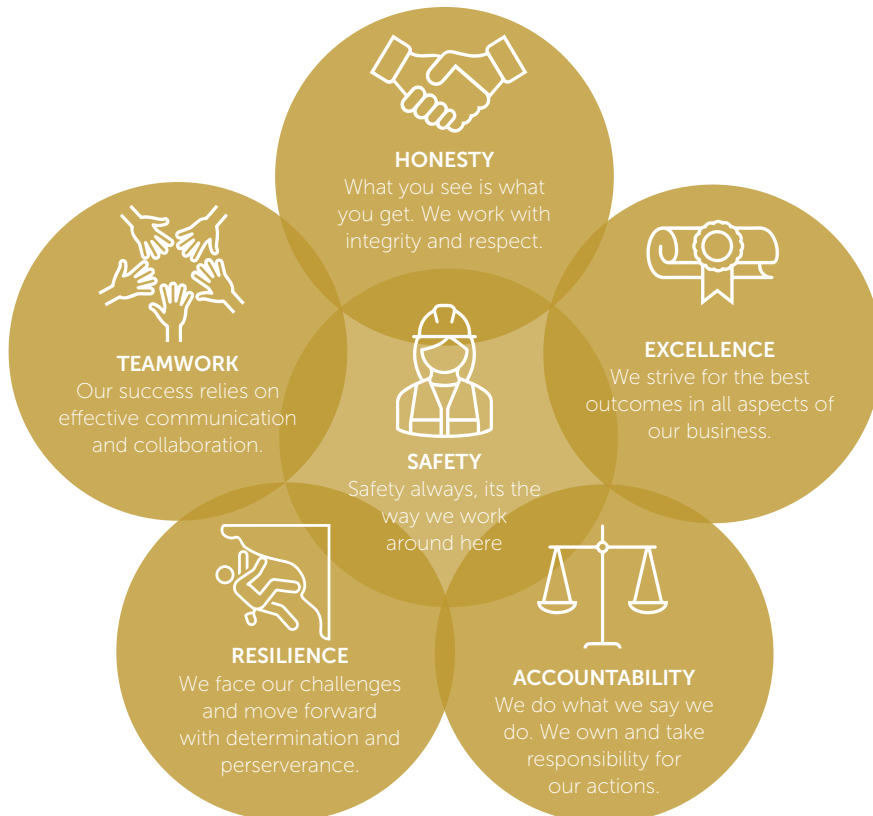 HONESTY
What you see is what
you get. We work with
integrity and respect.
TEAMWORK
Our success relies on
effective communication
and collaboration.
EXCELLENCE
We strive for the best
outcomes in all aspects of
our business.
SAFETY
Safety always, its the
way we work
around here
RESILIENCE
We face our challenges
and move forward
with determination and
perserverance.
ACCOUNTABILITY
We do what we say we
do. We own and take
responsibility for
our actions.